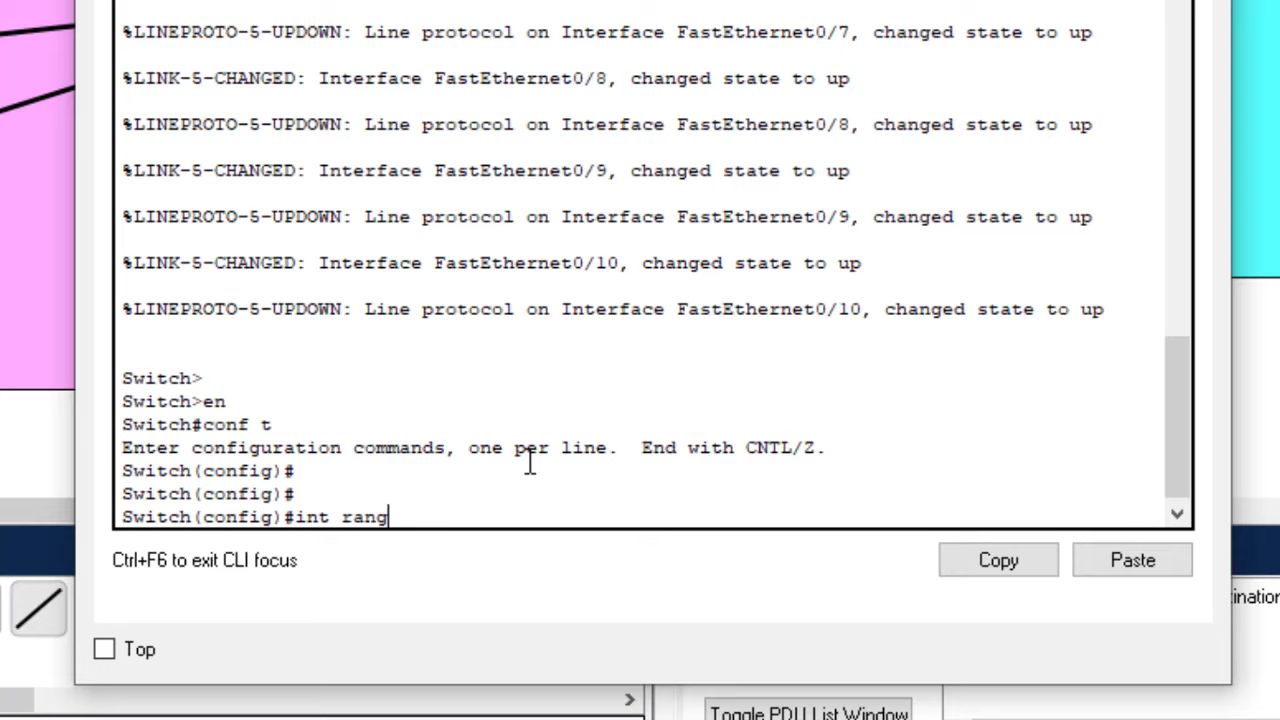 %LINEPROTO-5-UPDOWN: Line protocol on Interface FastEthernet0/7, changed state to up
%LINK-5-CHANGED: Interface FastEthernet0/8, changed state to up
%LINEPROTO-5-UPDOWN: Line protocol on Interface FastEthernet0/8, changed state to up
%LINK-5-CHANGED: Interface FastEthernet0/9, changed state to up
%LINEPROTO-5-UPDOWN: Line protocol on Interface FastEthernet0/9, changed state to up
%LINK-5-CHANGED: Interface FastEthernet0/10, changed state to up
%LINEPROTO-5-UPDOWN: Line protocol on Interface FastEthernet0/10, changed state to up
Switch>
Switch>en
Switch#conf t
Enter configuration commands, one per line.  End with CNTL/Z.
Switch(config)#
Switch(config)#
Switch(config)#int rang
Ctrl+F6 to exit CLI focus
Copy
Paste
ination
Top
Toggle PDU List Window